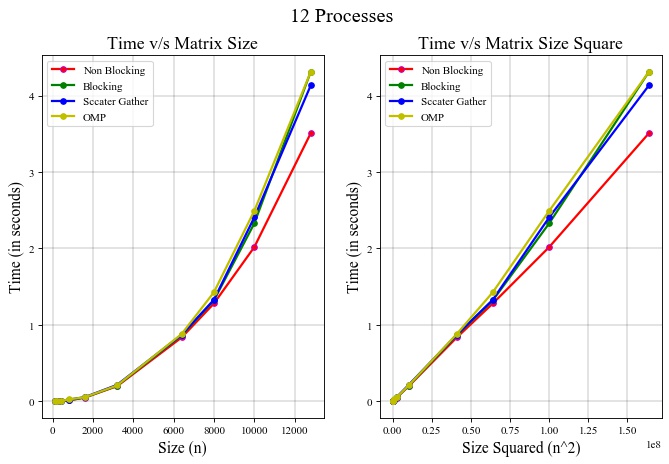 12 Processes
Time v/s Matrix Size
Non Blocking
Blocking
Sccater Gather
OMP
4
3
2
1
0
Time (in seconds)
0 2000 4000 6000 8000 10000 12000
Size (n)
Time v/s Matrix Size Square
Non Blocking
Blocking
Sccater Gather
OMP
4
3
2
1
0
Time (in seconds)
0.00 0.25 0.50 0.75 1.00 1.25 1.50
1e8
Size Squared (n^2)